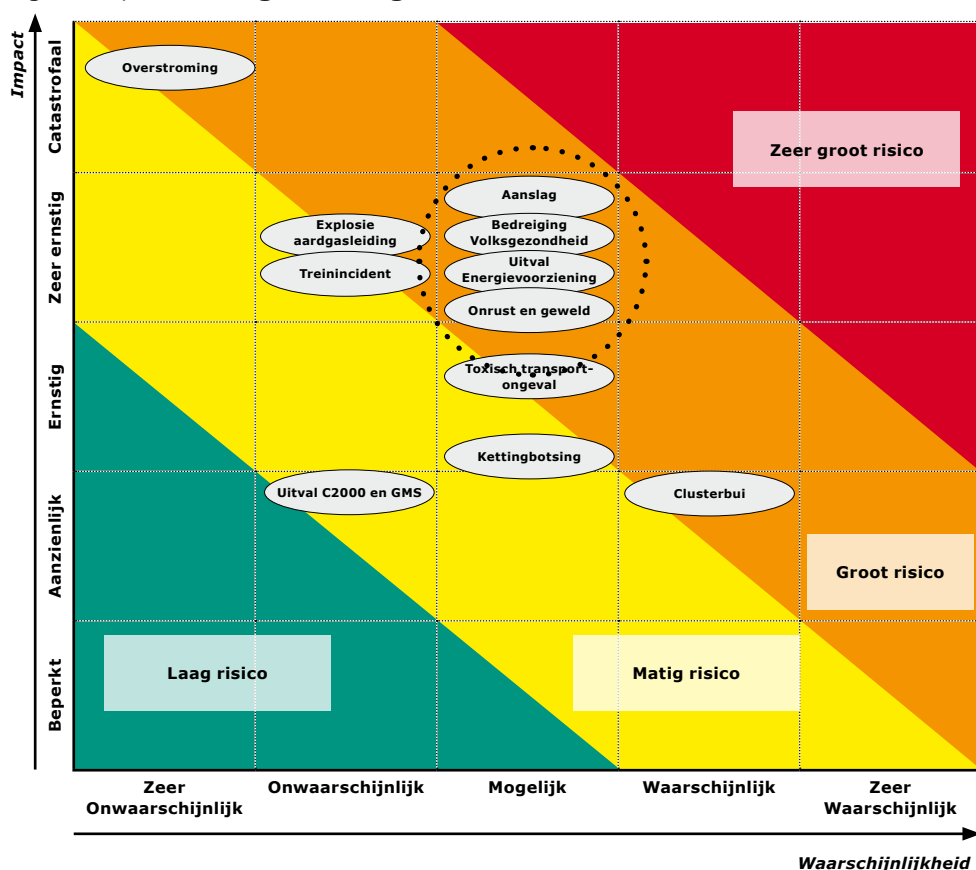 Impact
Catastrofaal
Zeer ernstig
Ernstig
Aanzienlijk
Beperkt
Overstroming
Zeer groot risico
Aanslag
Explosie
aardgasleiding
Bedreiging
Volksgezondheid
Treinincident
Uitval
Energievoorziening
Onrust en geweld
Toxisch transport-
ongeval
Kettingbotsing
Uitval C2000 en GMS
Clusterbui
Groot risico
Laag risico
Matig risico
Zeer
Onwaarschijnlijk
Onwaarschijnlijk
Mogelijk
Waarschijnlijk
Zeer
Waarschijnlijk
Waarschijnlijkheid